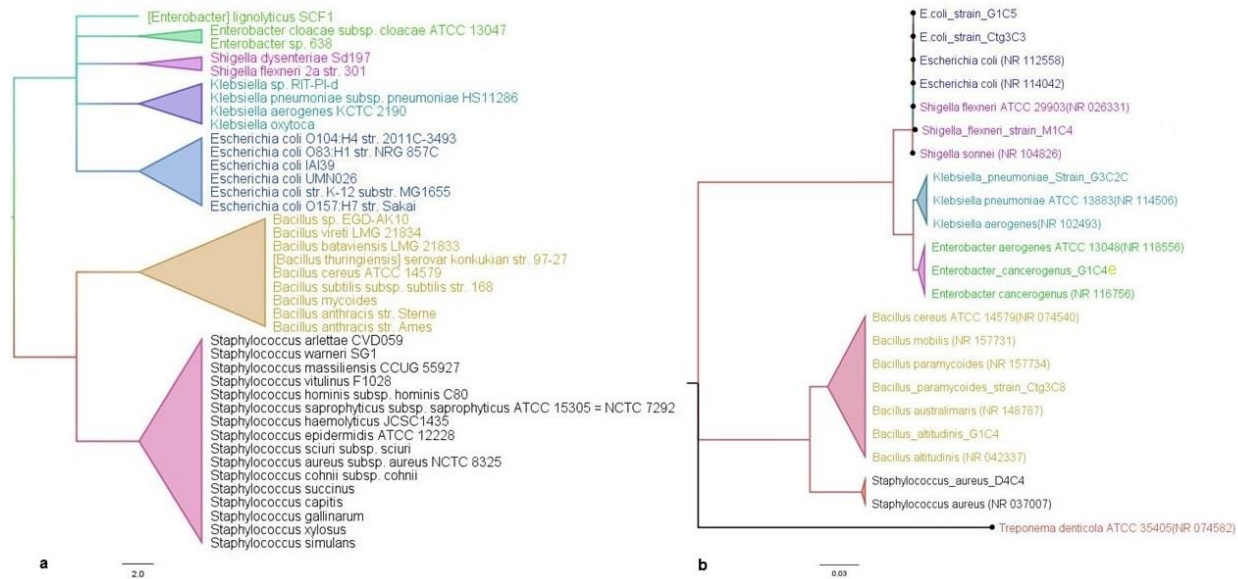 [Enterobacter] lignolyticus SCF1
Enterobacter cloacae subsp. cloacae ATCC 13047
Enterobacter sp. 638
Shigella dysenteriae Sd197
Shigella flexneri 2a str. 301
Klebsiella sp. RIT-PI-d
Klebsiella pneumoniae subsp. pneumoniae HS11286
Klebsiella aerogenes KCTC 2190
Klebsiella oxytoca
Escherichia coli O104:H4 str. 2011C-3493
Escherichia coli O83:H1 str. NRG 857C
Escherichia coli IAI39
Escherichia coli UMN026
Escherichia coli str. K-12 substr. MG1655
Escherichia coli O157:H7 str. Sakai
Bacillus sp. EGD-AK10
Bacillus vireti LMG 21834
Bacillus bataviensis LMG 21833
[Bacillus thuringiensis] serovar konkukian str. 97-27
Bacillus cereus ATCC 14579
Bacillus subtilis subsp. subtilis str. 168
Bacillus mycoides
Bacillus anthracis str. Sterne
Bacillus anthracis str. Ames
Staphylococcus arlettae CVD059
Staphylococcus warneri SG1
Staphylococcus massiliensis CCUG 55927
Staphylococcus vitulinus F1028
Staphylococcus hominis subsp. hominis C80
Staphylococcus saprophyticus subsp. saprophyticus ATCC 15305 = NCTC 7292
Staphylococcus haemolyticus JCSC1435
Staphylococcus epidermidis ATCC 12228
Staphylococcus sciuri subsp. sciuri
Staphylococcus aureus subsp. aureus NCTC 8325
Staphylococcus cohnii subsp. cohnii
Staphylococcus succinus
Staphylococcus capitis
Staphylococcus gallinarum
Staphylococcus xylosus
Staphylococcus simulans
a
2.0
E.coli_strain_G1C5
E.coli_strain_Ctg3C3
Escherichia coli (NR 112558)
Escherichia coli (NR 114042)
Shigella flexneri ATCC 29903(NR 026331)
Shigella_flexneri_strain_M1C4
Shigella sonnei (NR 104826)
Klebsiella_pneumoniae_Strain_G3C2C
Klebsiella pneumoniae ATCC 13883(NR 114506)
Klebsiella aerogenes(NR 102493)
Enterobacter aerogenes ATCC 13048(NR 118556)
Enterobacter_cancerogenus_G1C4e
Enterobacter cancerogenus (NR 116756)
Bacillus cereus ATCC 14579(NR 074540)
Bacillus mobilis (NR 157731)
Bacillus paramycoides (NR 157734)
Bacillus_paramycoides_strain_Ctg3C8
Bacillus australimaris (NR 148787)
Bacillus_altitudinis_G1C4
Bacillus altitudinis (NR 042337)
Staphylococcus_aureus_D4C4
Staphylococcus aureus (NR 037007)
Treponema denticola ATCC 35405(NR 074582)
b
0.03